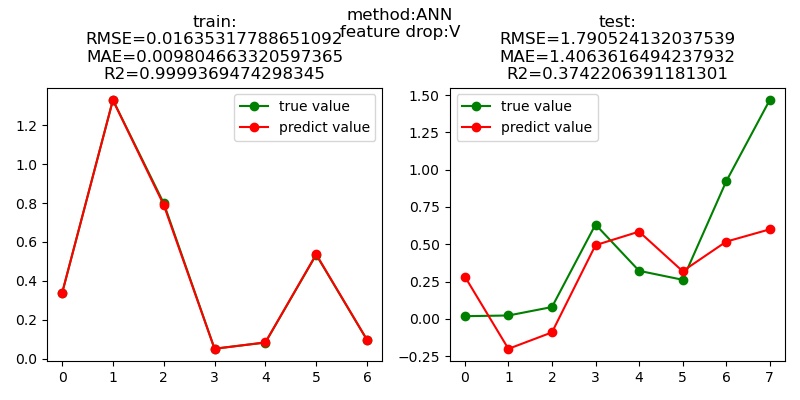 method:ANN
feature drop:V
train:
RMSE=0.01635317788651092
MAE=0.009804663320597365
R2=0.9999369474298345
true value
predict value
1.2
1.0
0.8
0.6
0.4
0.2
0.0
0 1 2 3 4 5 6
test:
RMSE=1.790524132037539
MAE=1.4063616494237932
R2=0.3742206391181301
true value
predict value
1.50
1.25
1.00
0.75
0.50
0.25
0.00
−0.25
0 1 2 3 4 5 6 7